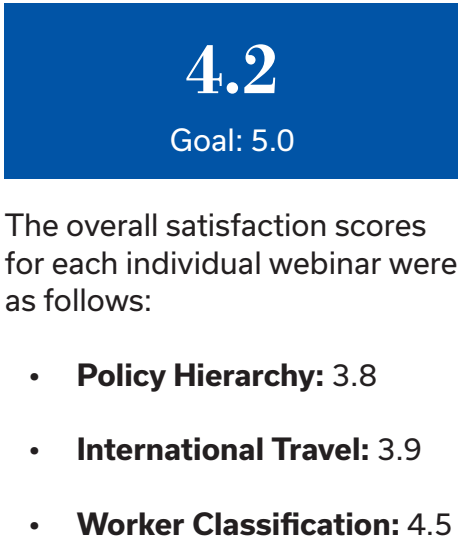 4.2
Goal: 5.0
The overall satisfaction scores
for each individual webinar were
as follows:
• Policy Hierarchy: 3.8
• International Travel: 3.9
• Worker Classification: 4.5